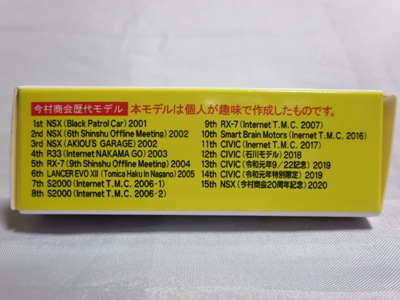 今村商会歴代モデル 本モデルは個人が趣味で作成したものです。
1st NSX (Black Patrol Car) 2001
2nd NSX (6th Shinshu Offline Meeting) 2002
3rd NSX (AKIOU'S GARAGE) 2002
4th R33 (Internet NAKAMA GO) 2003
5th RX-7 (9th Shinshu Offline Meeting) 2004
6th LANCER EVO XII (Tomica Haku In Nagano) 2005
7th S2000 (Internet T.M.C. 2006-1)
8th S2000 (Internet T.M.C. 2006-2)
9th RX-7 (Internet T.M.C. 2007)
10th Smart Brain Motors (Inernet T.M.C. 2016)
11th CIVIC (Inernet T.M.C. 2017)
12th CIVIC (石川モデル) 2018
13th CIVIC (令和元年9/22記念) 2019
14th CIVIC (令和元年特別限定) 2019
15th NSX (今村商会20周年記念) 2020